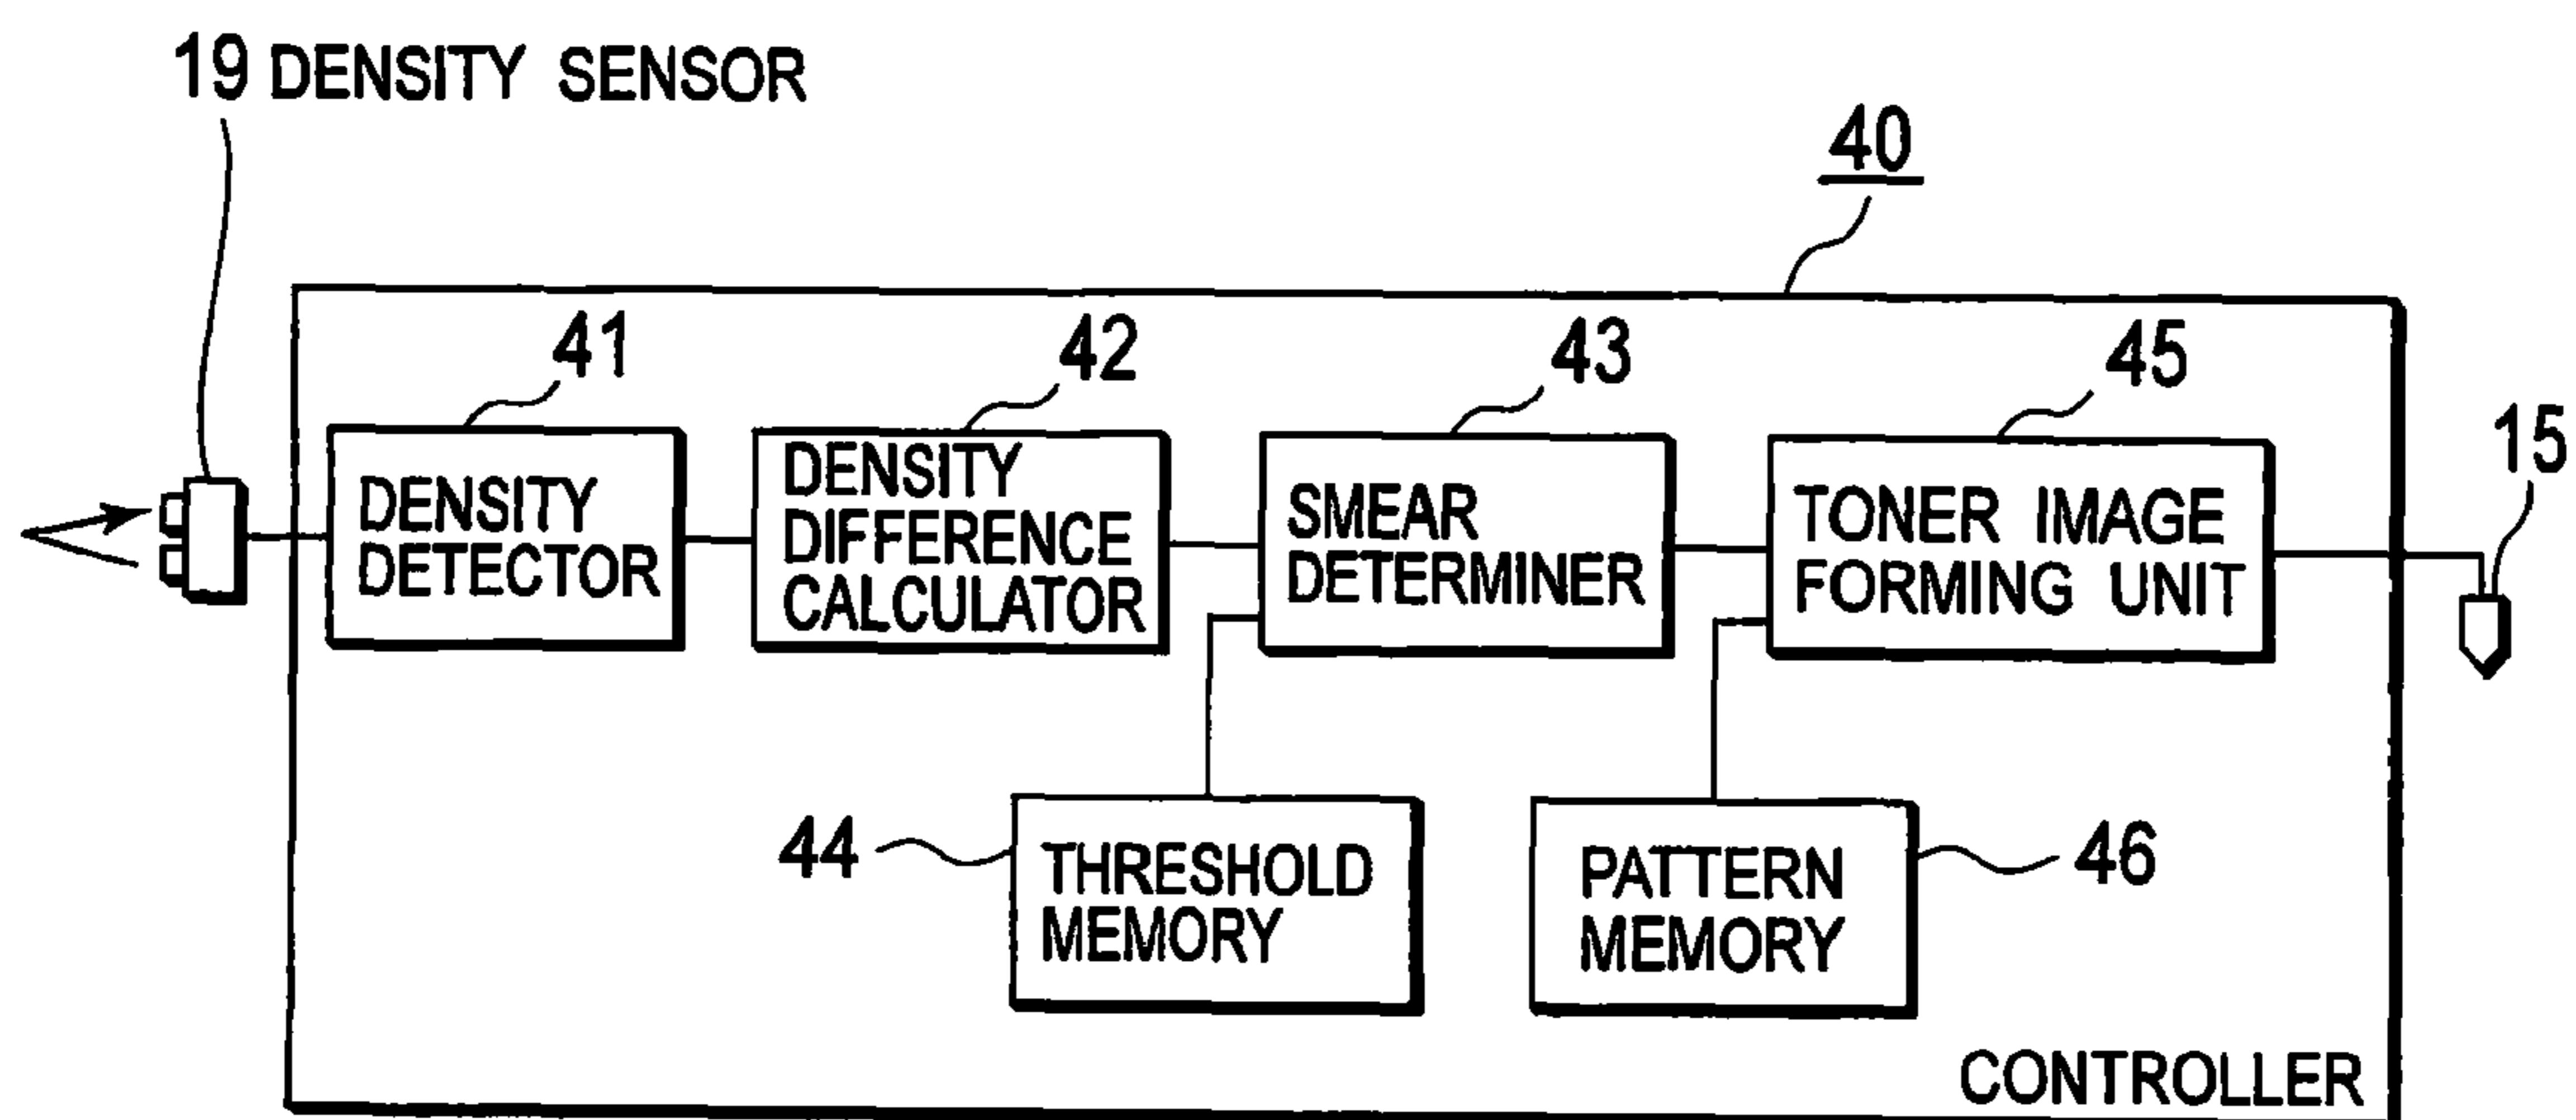 19 DENSITY SENSOR
40
41
42
43
45
15
DENSITY
DETECTOR
DENSITY
DIFFERENCE
CALCULATOR
SMEAR
DETERMINER
TONER IMAGE
FORMING UNIT
44
THRESHOLD
MEMORY
PATTERN
MEMORY
46
CONTROLLER